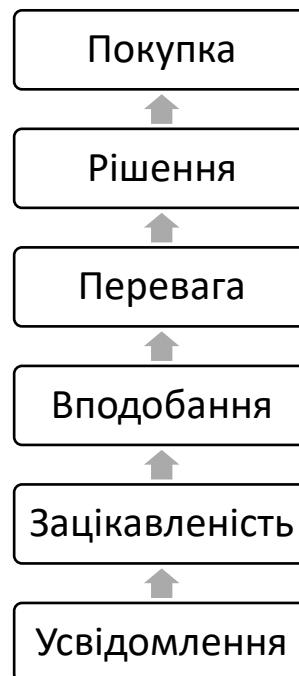 Покупка
Рішення
Перевага
Вподобання
Зацікавленість
Усвідомлення